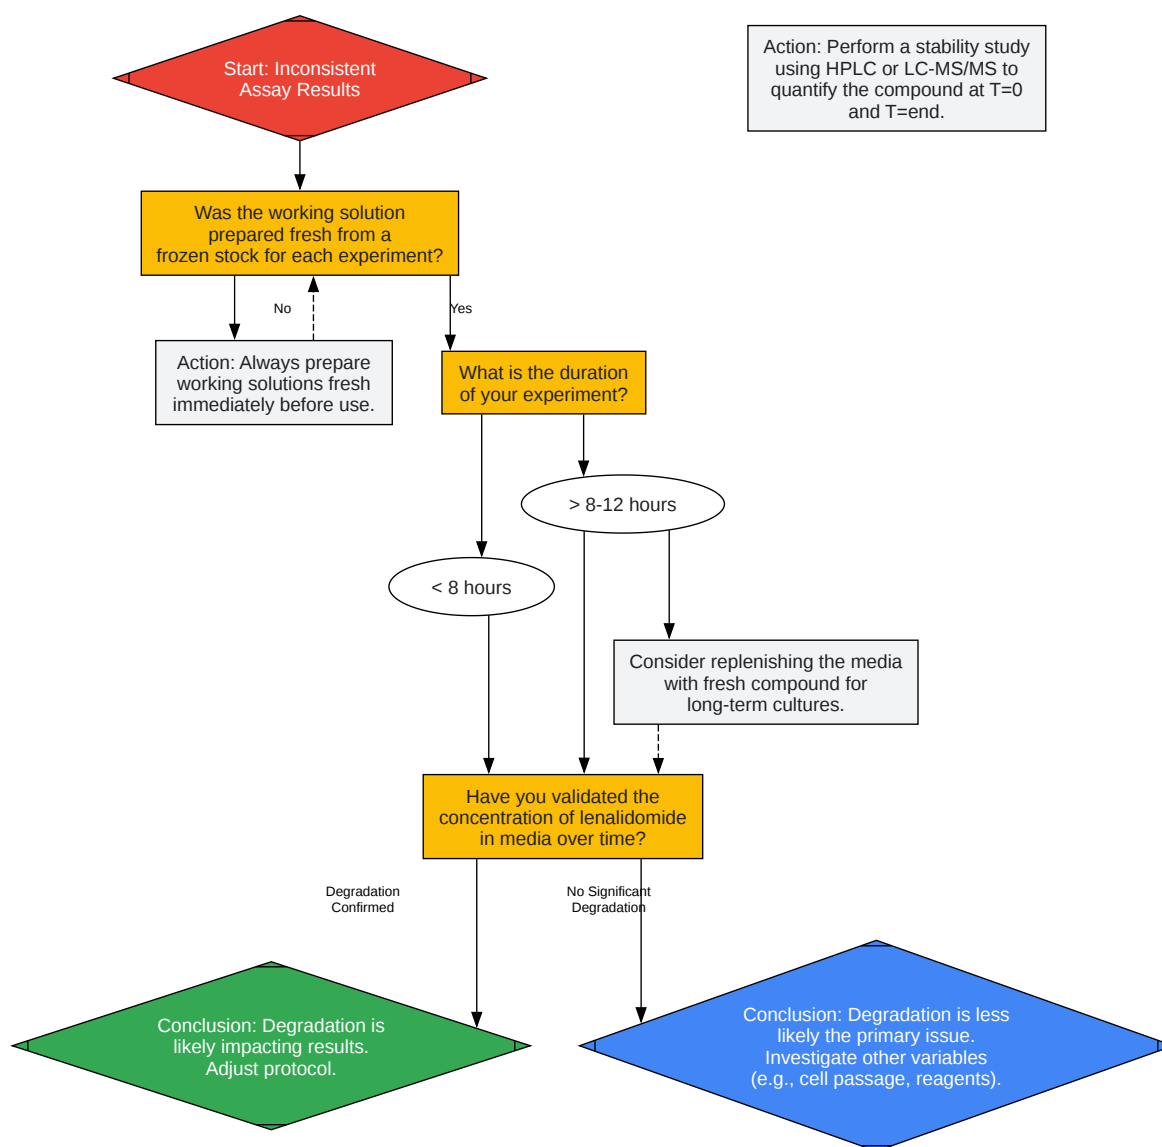 Start: Inconsistent
Assay Results
Action: Perform a stability study
using HPLC or LC-MS/MS to
quantify the compound at T=0
and T=end.
Was the working solution
prepared fresh from a
frozen stock for each experiment?
No
Yes
Action: Always prepare
working solutions fresh
immediately before use.
What is the duration
of your experiment?
> 8-12 hours
< 8 hours
Consider replenishing the media
with fresh compound for
long-term cultures.
Have you validated the
concentration of lenalidomide
in media over time?
Degradation
Confirmed
No Significant
Degradation
Conclusion: Degradation is
likely impacting results.
Adjust protocol.
Conclusion: Degradation is less
likely the primary issue.
Investigate other variables
(e.g., cell passage, reagents).